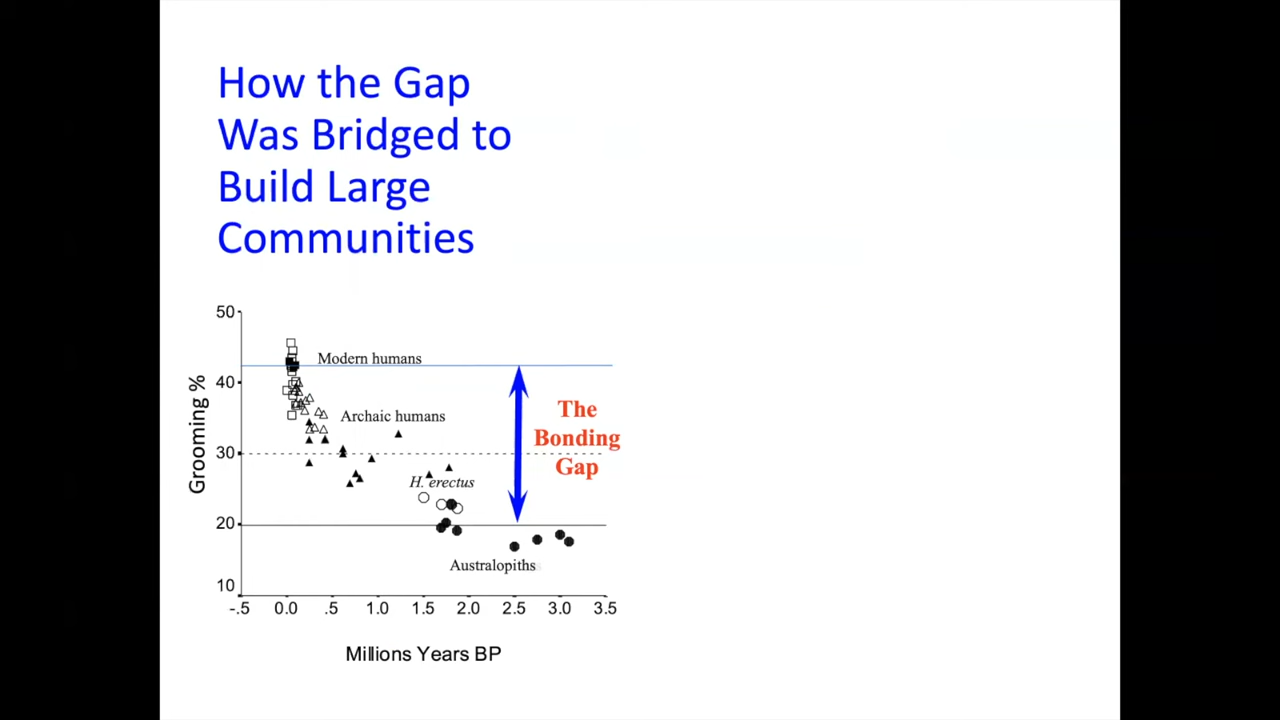 How the Gap
Was Bridged to
Build Large
Communities
50
40
30
20
10
Grooming %
Modern humans
Archaic humans
H. erectus
Australopiths
The
Bonding
Gap
-.5 0.0 .5 1.0 1.5 2.0 2.5 3.0 3.5
Millions Years BP